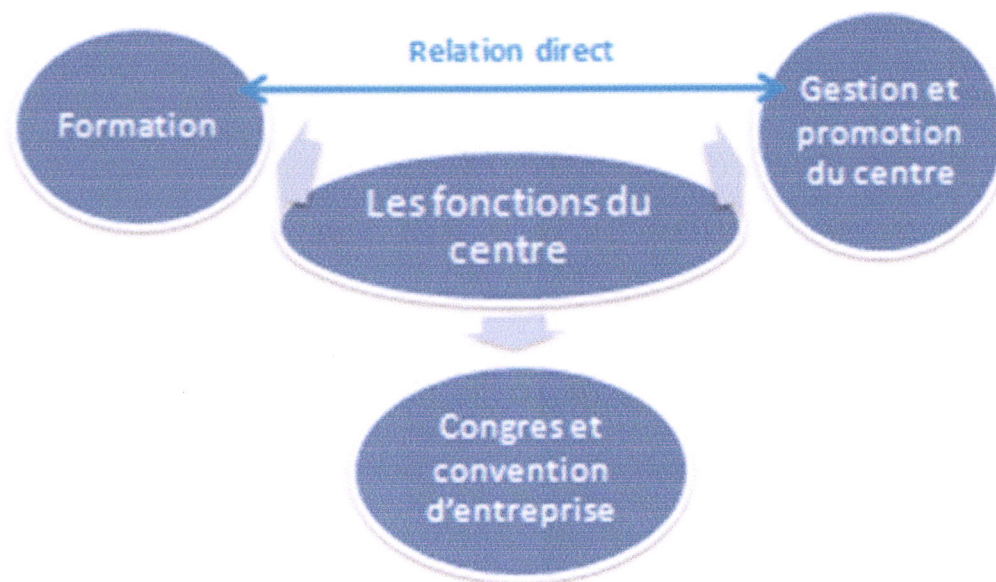 Relation direct
Formation
Gestion et
promotion
du centre
Les fonctions du
centre
Congres et
convention
d'entreprise